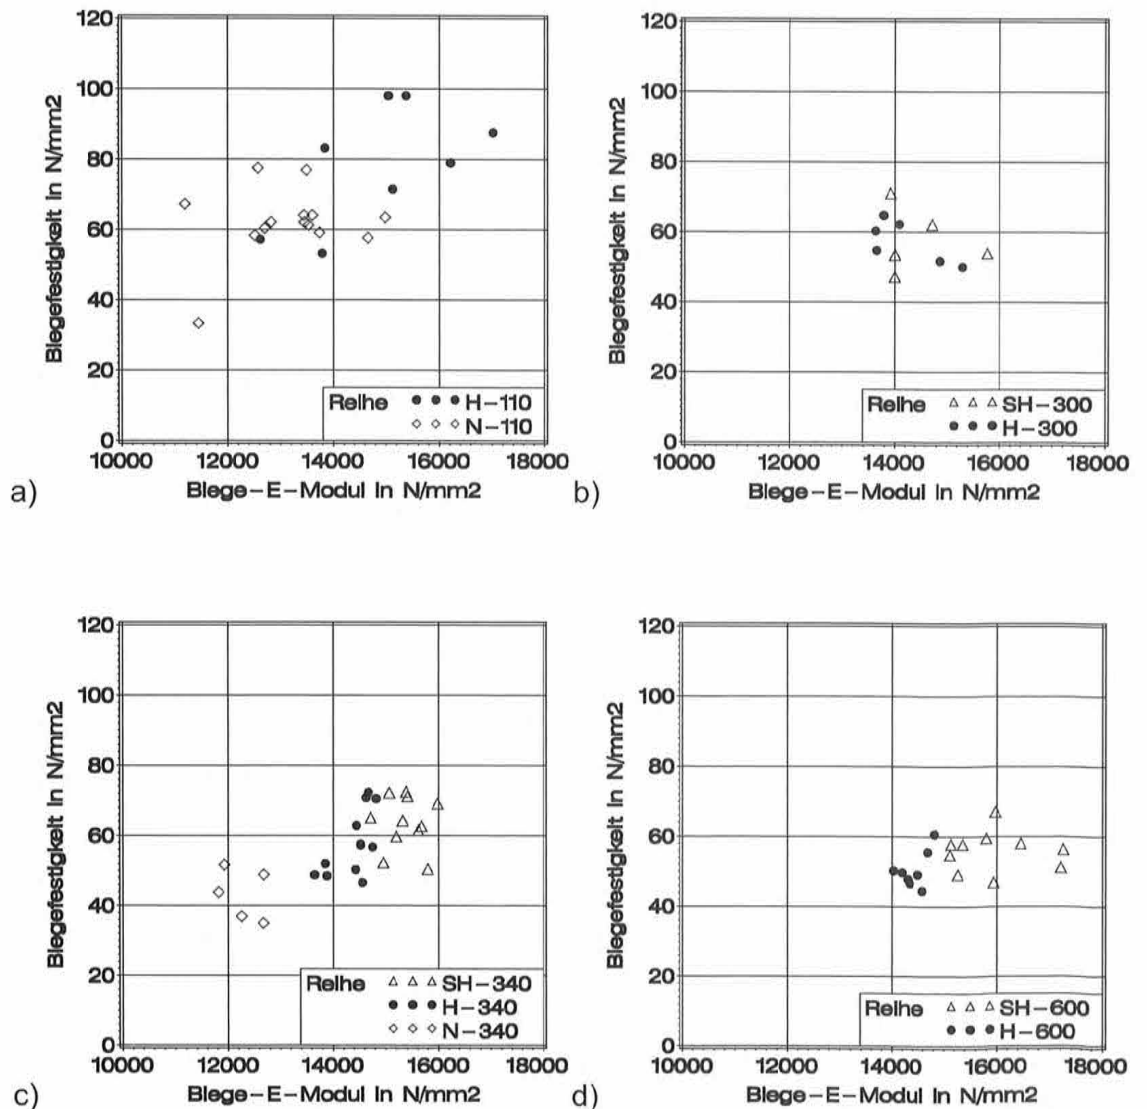 120
100
80
60
40
20
0
Biegefestigkeit in N/mm2
10000 12000 14000 16000 18000
Biege-E-Modul in N/mm2
Reihe H-110
N-110
a)
120
100
80
60
40
20
0
Biegefestigkeit in N/mm2
10000 12000 14000 16000 18000
Biege-E-Modul in N/mm2
Reihe SH-300
H-300
b)
120
100
80
60
40
20
0
Biegefestigkeit in N/mm2
10000 12000 14000 16000 18000
Biege-E-Modul in N/mm2
Reihe SH-340
H-340
N-340
c)
120
100
80
60
40
20
0
Biegefestigkeit in N/mm2
10000 12000 14000 16000 18000
Biege-E-Modul in N/mm2
Reihe SH-600
H-600
d)